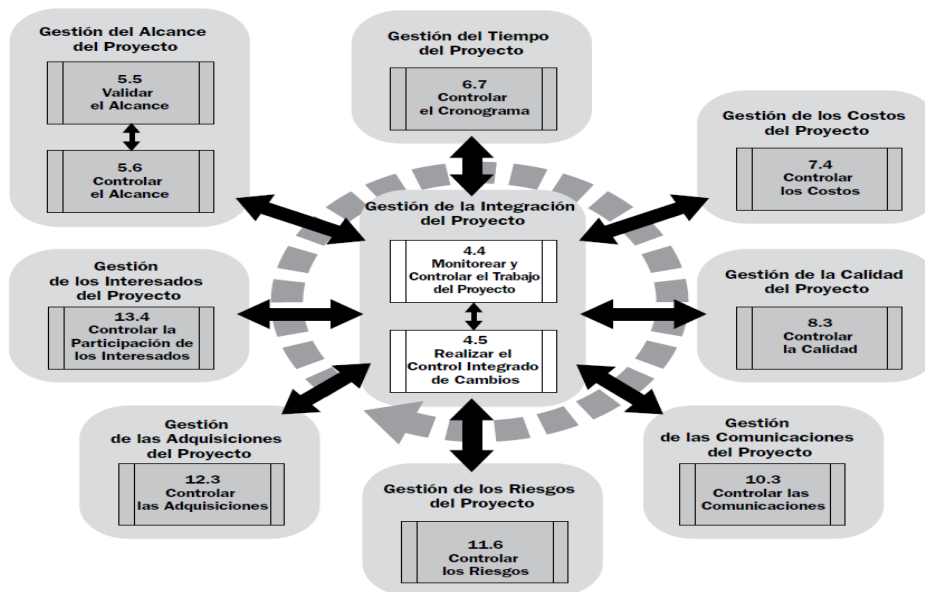 Gestión del Alcance
del Proyecto
5.5
Validar
el Alcance
5.6
Controlar
el Alcance
Gestión del Tiempo
del Proyecto
6.7
Controlar
el Cronograma
Gestión de los Costos
del Proyecto
7.4
Controlar
los Costos
Gestión de la Integración
del Proyecto
4.4
Monitorear y
Controlar el Trabajo
del Proyecto
4.5
Realizar el
Control Integrado
de Cambios
Gestión
de los Interesados
del Proyecto
13.4
Controlar la
Participación de
los Interesados
Gestión de la Calidad
del Proyecto
8.3
Controlar
la Calidad
Gestión
de las Adquisiciones
del Proyecto
12.3
Controlar
las Adquisiciones
Gestión de los Riesgos
del Proyecto
11.6
Controlar
los Riesgos
Gestión
de las Comunicaciones
del Proyecto
10.3
Controlar las
Comunicaciones